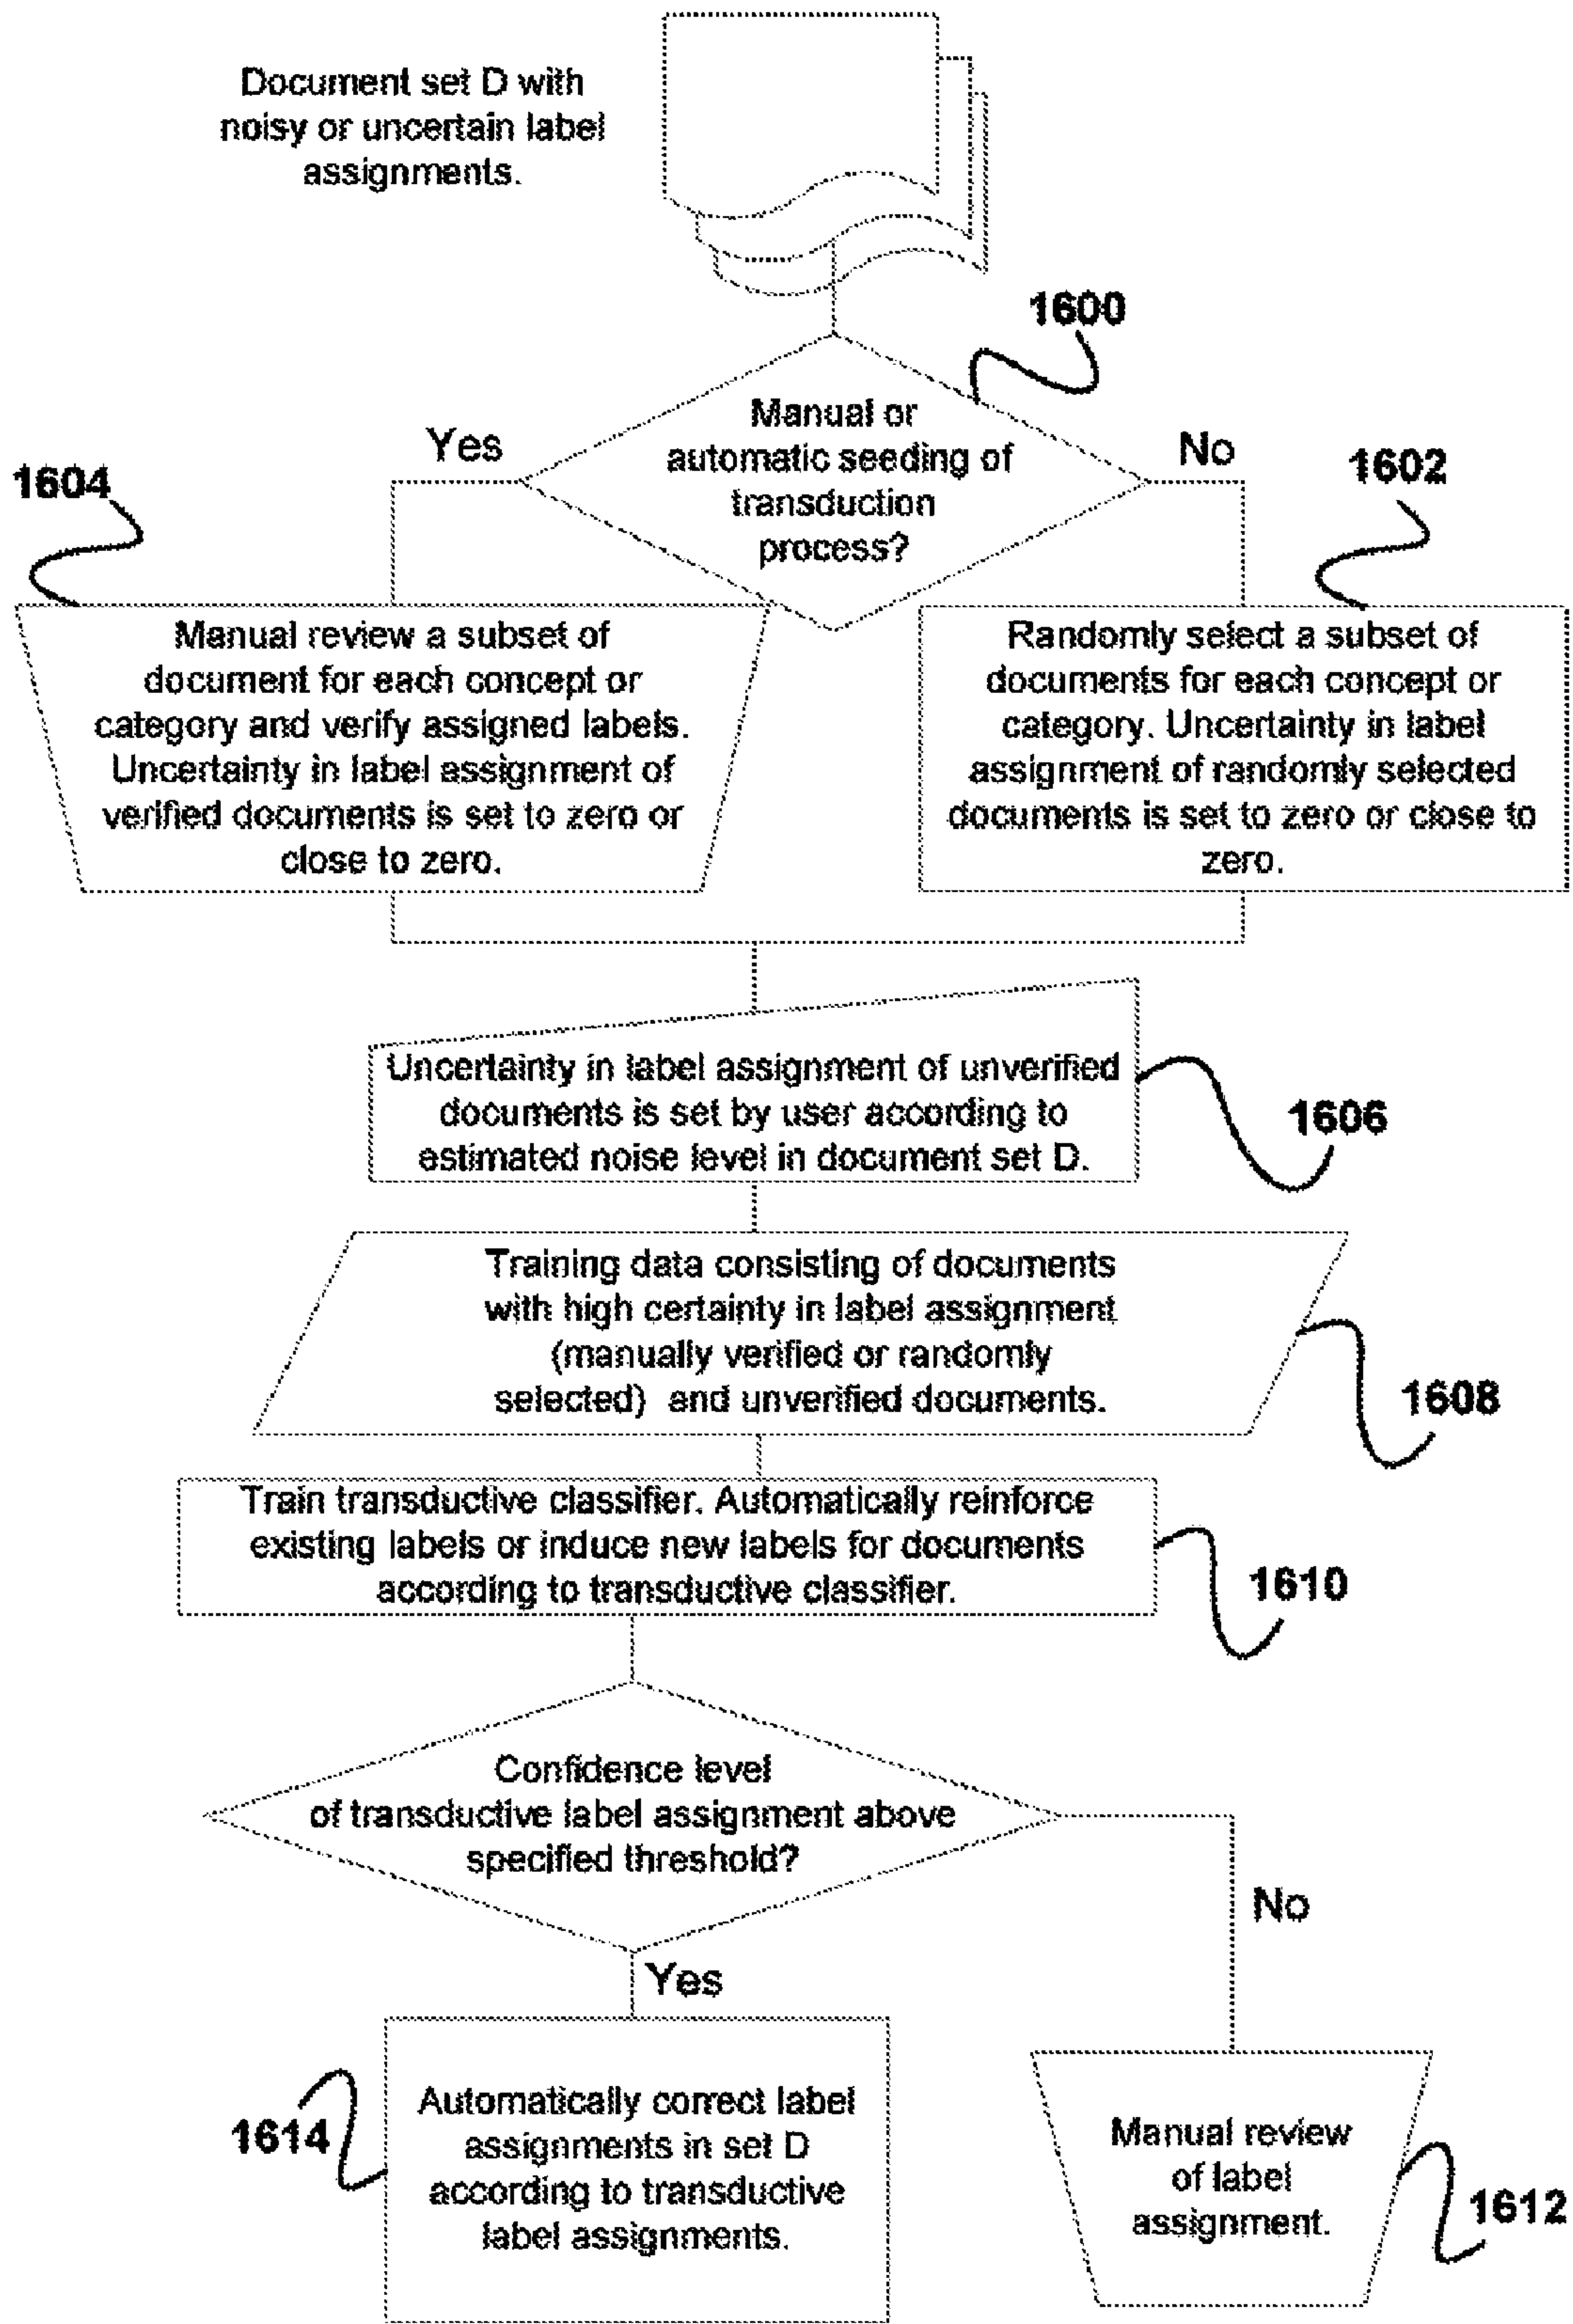 Document set D with
noisy or uncertain label
assignments.
1600
Manual or
automatic seeding of
transduction
process?
Yes
No
1604
1602
Manual review a subset of
document for each concept or
category and verify assigned labels.
Uncertainty in label assignment of
verified documents is set to zero or
close to zero.
Randomly select a subset of
documents for each concept or
category. Uncertainty in label
assignment of randomly selected
documents is set to zero or close to
zero.
Uncertainty in label assignment of unverified
documents is set by user according to
estimated noise level in document set D.
1606
Training data consisting of documents
with high certainty in label assignment
(manually verified or randomly
selected) and unverified documents.
1608
Train transductive classifier. Automatically reinforce
existing labels or induce new labels for documents
according to transductive classifier.
1610
Confidence level
of transductive label assignment above
specified threshold?
No
Yes
Automatically correct label
assignments in set D
according to transductive
label assignments.
1614
Manual review
of label
assignment.
1612